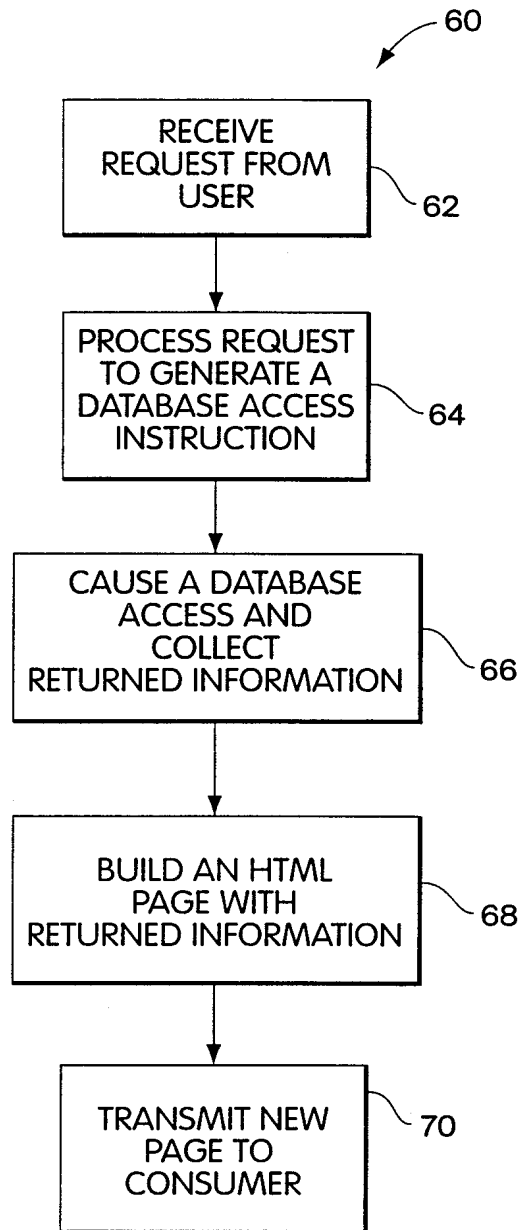 60
RECEIVE
REQUEST FROM
USER
62
PROCESS REQUEST
TO GENERATE A
DATABASE ACCESS
INSTRUCTION
64
CAUSE A DATABASE
ACCESS AND
COLLECT
RETURNED INFORMATION
66
BUILD AN HTML
PAGE WITH
RETURNED INFORMATION
68
TRANSMIT NEW
PAGE TO
CONSUMER
70